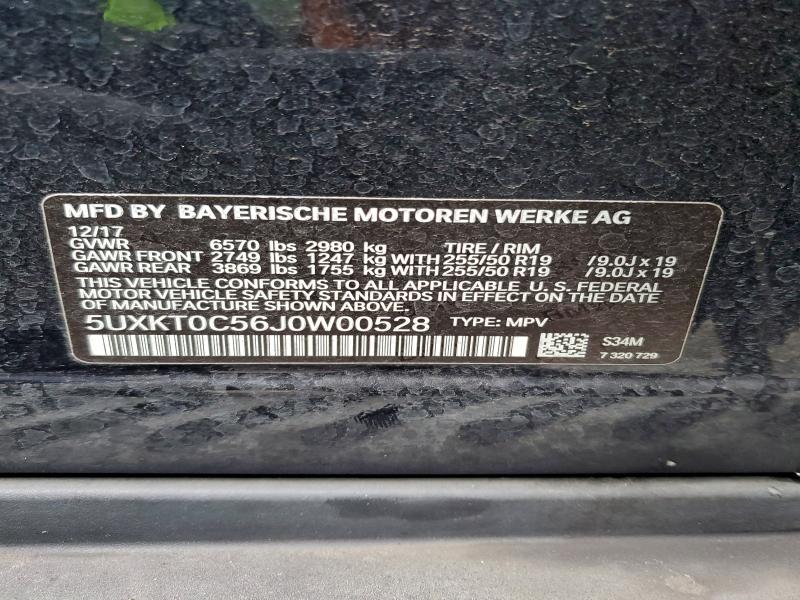 MFD BY BAYERISCHE MOTOREN WERKE AG
12/17
GVWR 6570 lbs 2980 kg TIRE / RIM
GAWR FRONT 2749 lbs 1247 kg WITH 255/50 R19 /9.0J x 19
GAWR REAR 3869 lbs 1755 kg WITH 255/50 R19 /9.0J x 19
THIS VEHICLE CONFORMS TO ALL APPLICABLE U. S. FEDERAL
MOTOR VEHICLE SAFETY STANDARDS IN EFFECT ON THE DATE
OF MANUFACTURE SHOWN ABOVE.
5UXKT0C56J0W00528 TYPE: MPV
S34M
7 320 729